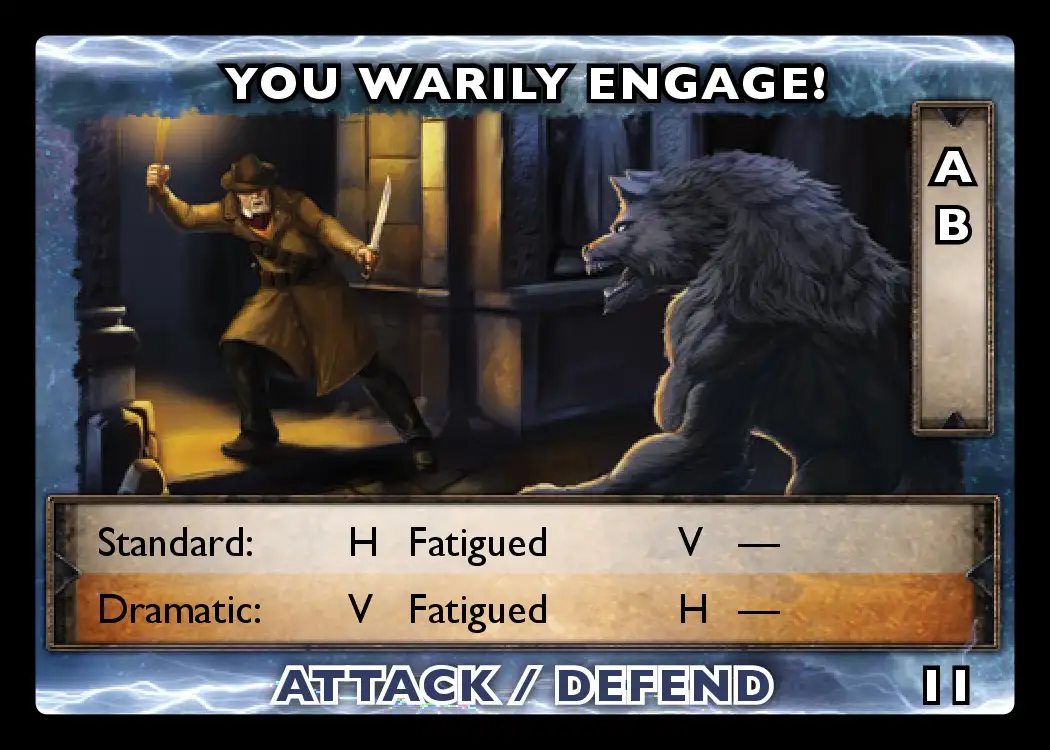 YOU WARILY ENGAGE!
A
B
Standard: H Fatigued V —
Dramatic: V Fatigued H —
ATTACK / DEFEND 11